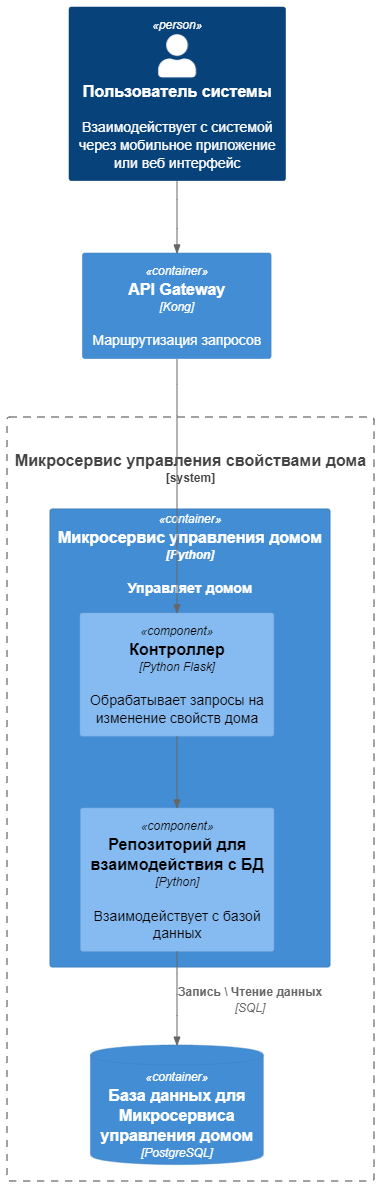 «person»
Пользователь системы
Взаимодействует с системой
через мобильное приложение
или веб интерфейс
«container»
API Gateway
[Kong]
Маршрутизация запросов
Микросервис управления свойствами дома
[system]
«container»
Микросервис управления домом
[Python]
Управляет домом
«component»
Контроллер
[Python Flask]
Обрабатывает запросы на
изменение свойств дома
«component»
Репозиторий для
взаимодействия с БД
[Python]
Взаимодействует с базой
данных
Запись \ Чтение данных
[SQL]
«container»
База данных для
Микросервиса
управления домом
[PostgreSQL]